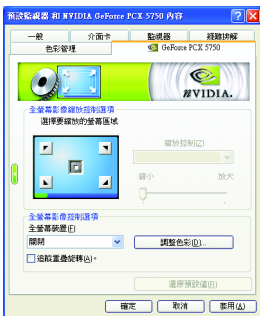 預設監視器 和 NVIDIA GeForce PCX 5750 內容
一般 介面卡 監視器 疑難排解
色彩管理 GeForce PCX 5750
NVIDIA.
全螢幕影像縮放控制選項
選擇要縮放的螢幕區域
縮放控制(Z)
縮小 放大
全螢幕影像控制選項
全螢幕裝置(F)
關閉 調整色彩(D)...
追蹤重疊旋轉(A)。
還原預設值(R)
確定 取消 套用(A)